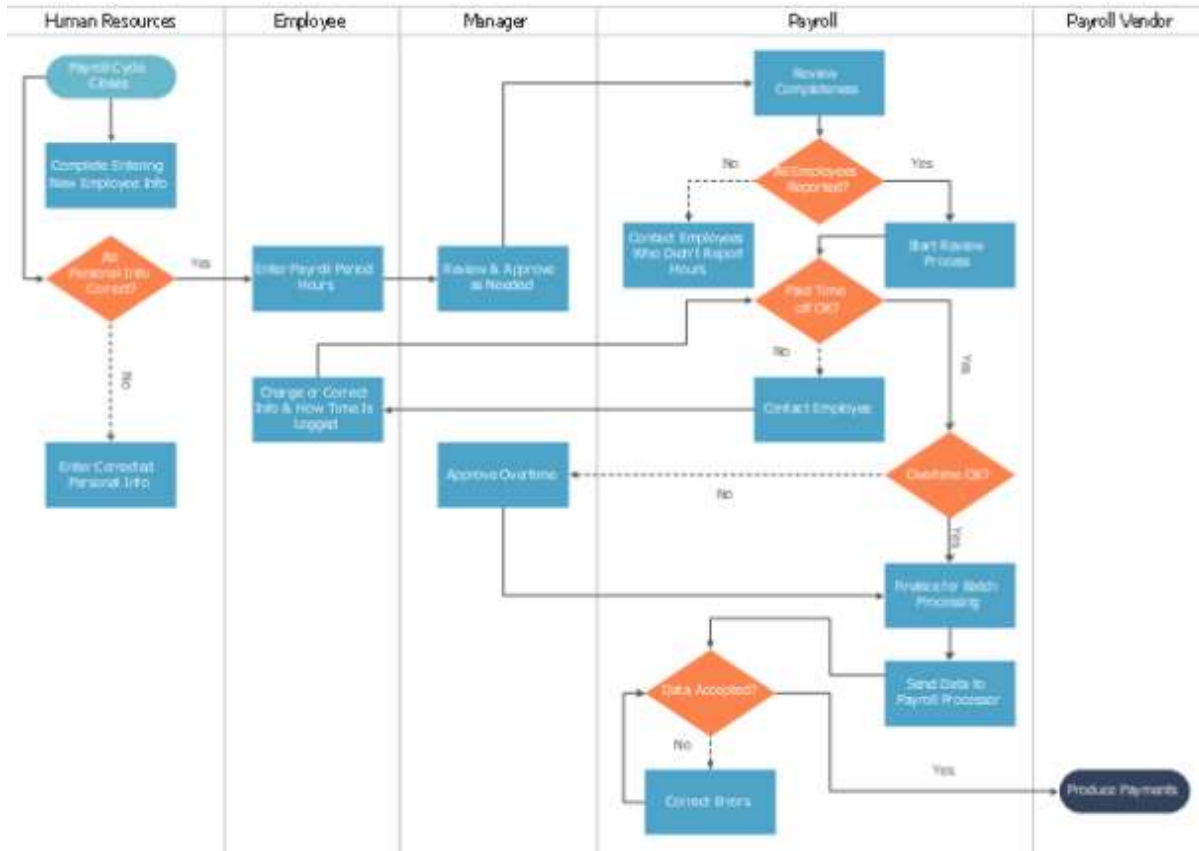 Human Resources
Employee
Manager
Payroll
Payroll Vendor
Payroll Cycle
Closes
Complete Entering
New Employee Info
All
Personal Info
Correct?
Yes
No
Enter Corrected
Personal Info
Enter Payroll Period
Hours
Review & Approve
as Needed
Review
Completeness
All Employees
Reported?
No
Yes
Contact Employees
Who Didn't Report
Hours
Start Review
Process
Paid Time
off OK?
No
Yes
Contact Employee
Change or Correct
Info & How Time Is
Logged
Overtime OK?
No
Yes
Approve Overtime
Finalize for Batch
Processing
Send Data to
Payroll Processor
Data Accepted?
No
Yes
Correct Errors
Produce Payments